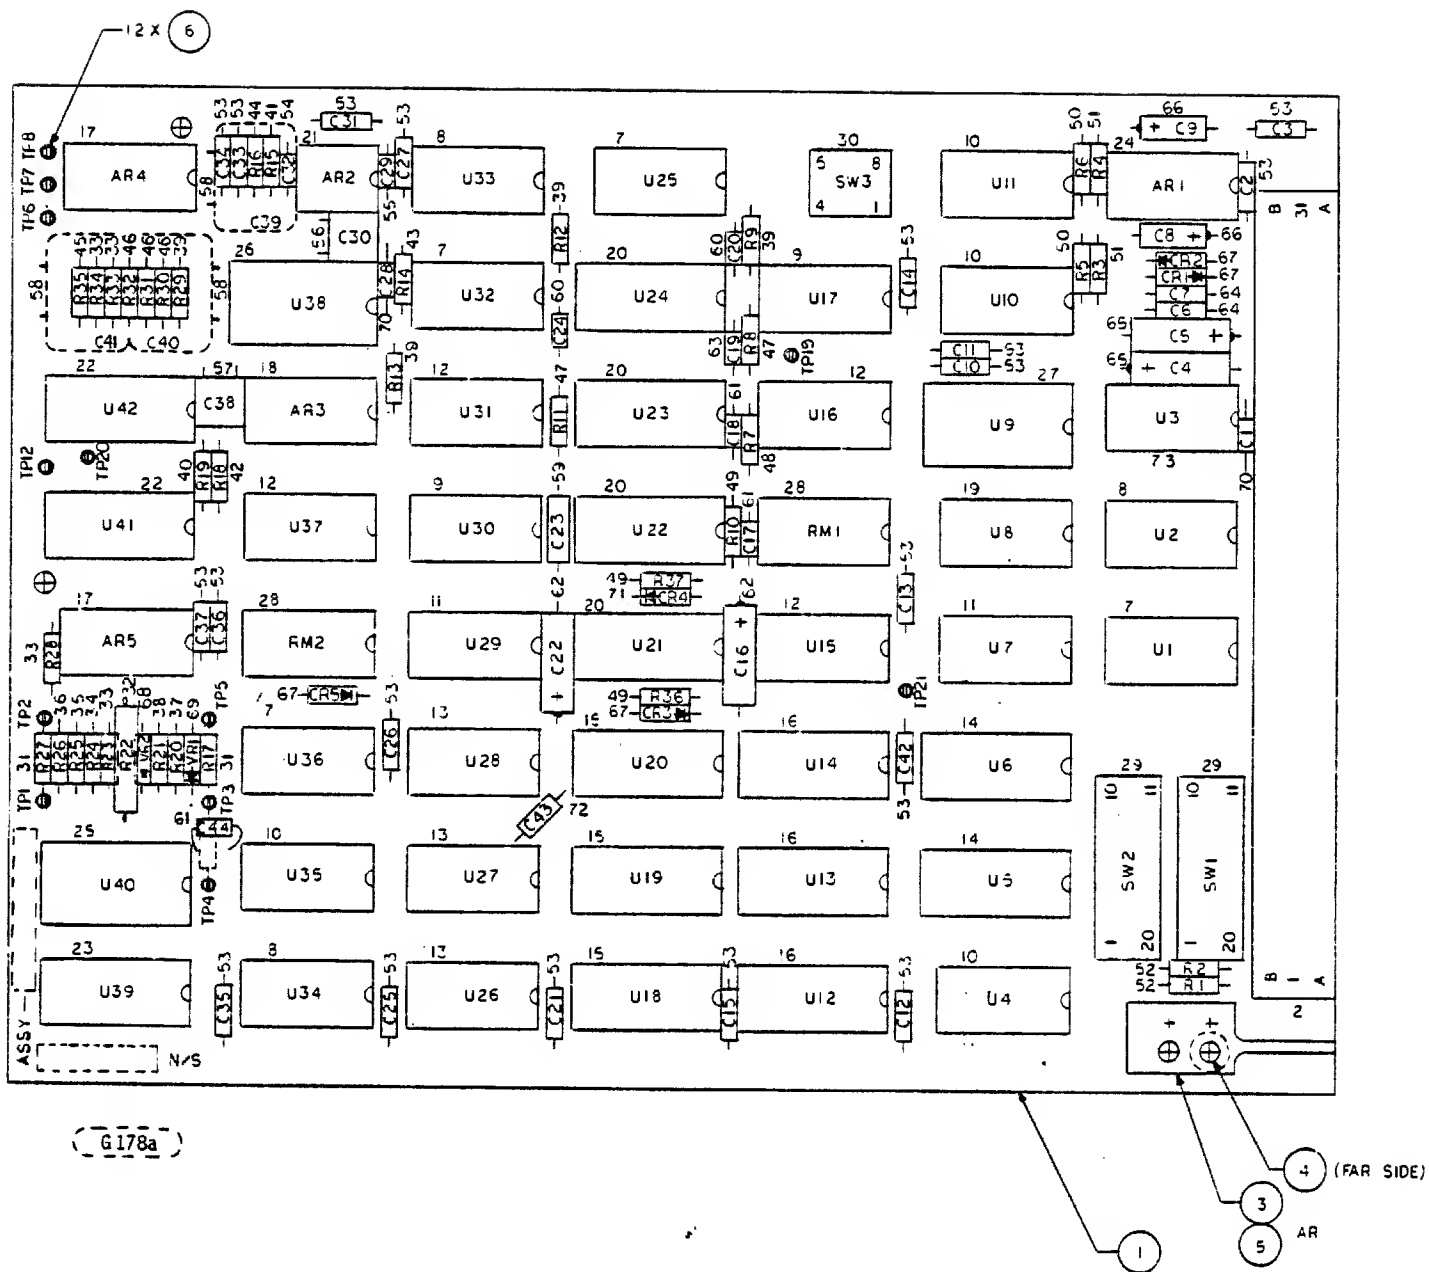 12 X 6
53
53
44
41
54
53
C31
53
8
7
30
10
50
51
24
66
+ C9
53
C3
TP8
17
AR4
C34
C33
R16
R15
C32
21
AR2
C29
C27
U33
U25
5 8
SW3
4 1
U11
R6
R4
AR1
C2
53
B 31 A
TP7
TP6
58
C39
156
C30
55
43
39
R12
60
C20
R9
39
53
50
51
C8 +
66
45
33
33
46
46
46
39
58
R35
R34
R33
R32
R31
R30
R29
58
C41
C40
26
U38
C28
R14
70
7
U32
60
C24
20
U24
9
U17
C14
10
U10
R5
R3
CR2
67
CR1
67
C7
64
C6
64
63
C19
R8
47
TP19
C11
53
C10
53
65
C5 +
65
+ C4
22
U42
57
C38
18
AR3
R13
39
12
U31
47
R11
20
U23
61
C18
R7
48
12
U16
27
U9
U3
73
C1
70
TP12
TP20
40
R19
R18
42
22
U41
12
U37
9
U30
59
C23
20
U22
49
R10
61
C17
28
RM1
19
U8
8
U2
53
53
C37
C36
49
R37
71
CR4
62
62
53
C13
33
R28
17
AR5
28
RM2
11
U29
C22 +
20
U21
C16 +
12
U15
11
U7
7
U1
67
CR5
53
49
R36
67
CR3
TP21
TP2
36
35
34
33
32
68
38
37
69
TP5
31
R27
R26
R25
R24
R23
R22
VR2
R21
R20
VR1
R17
31
7
U36
C26
13
U28
15
U20
16
U14
C42
53
14
U6
29
10 11
SW2
1 20
29
10 11
SW1
1 20
TP1
TP3
61
C44
C43
72
25
U40
TP4
10
U35
13
U27
15
U19
16
U13
14
U5
23
U39
53
C35
8
U34
53
C25
13
U26
53
C21
15
U18
53
C15
16
U12
53
C12
10
U4
52
R2
52
R1
B 1 A
2
+ +
ASSY
N/S
G178a
4 (FAR SIDE)
3
5 AR
1